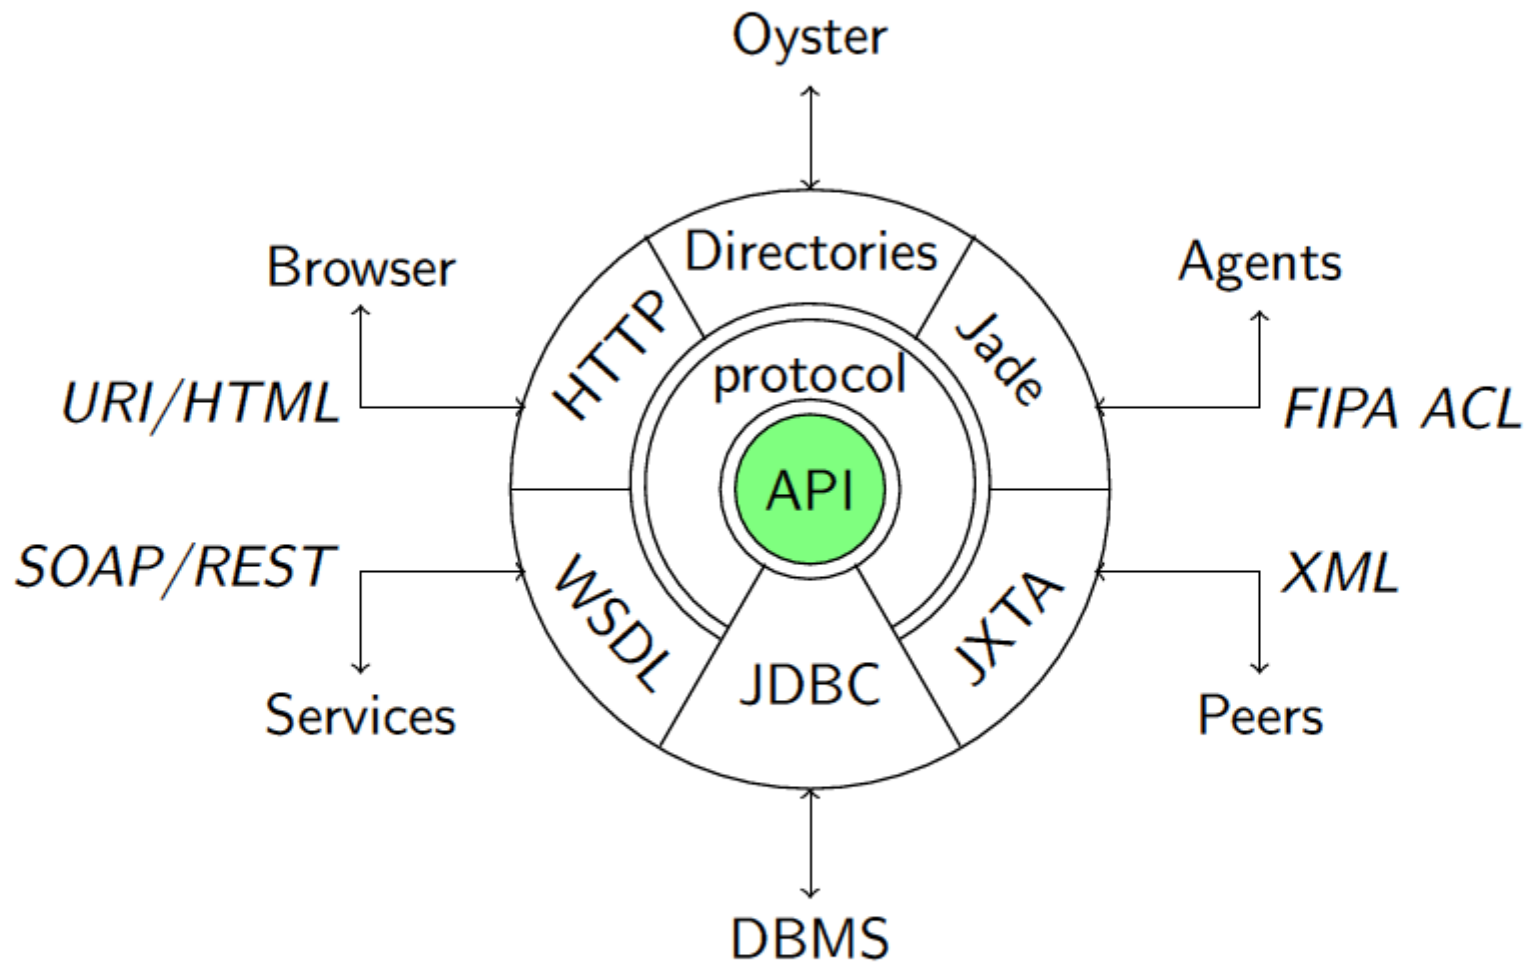 Oyster
Directories
Browser
Agents
HTTP
Jade
protocol
URI/HTML
FIPA ACL
API
SOAP/REST
XML
WSDL
JXTA
JDBC
Services
Peers
DBMS